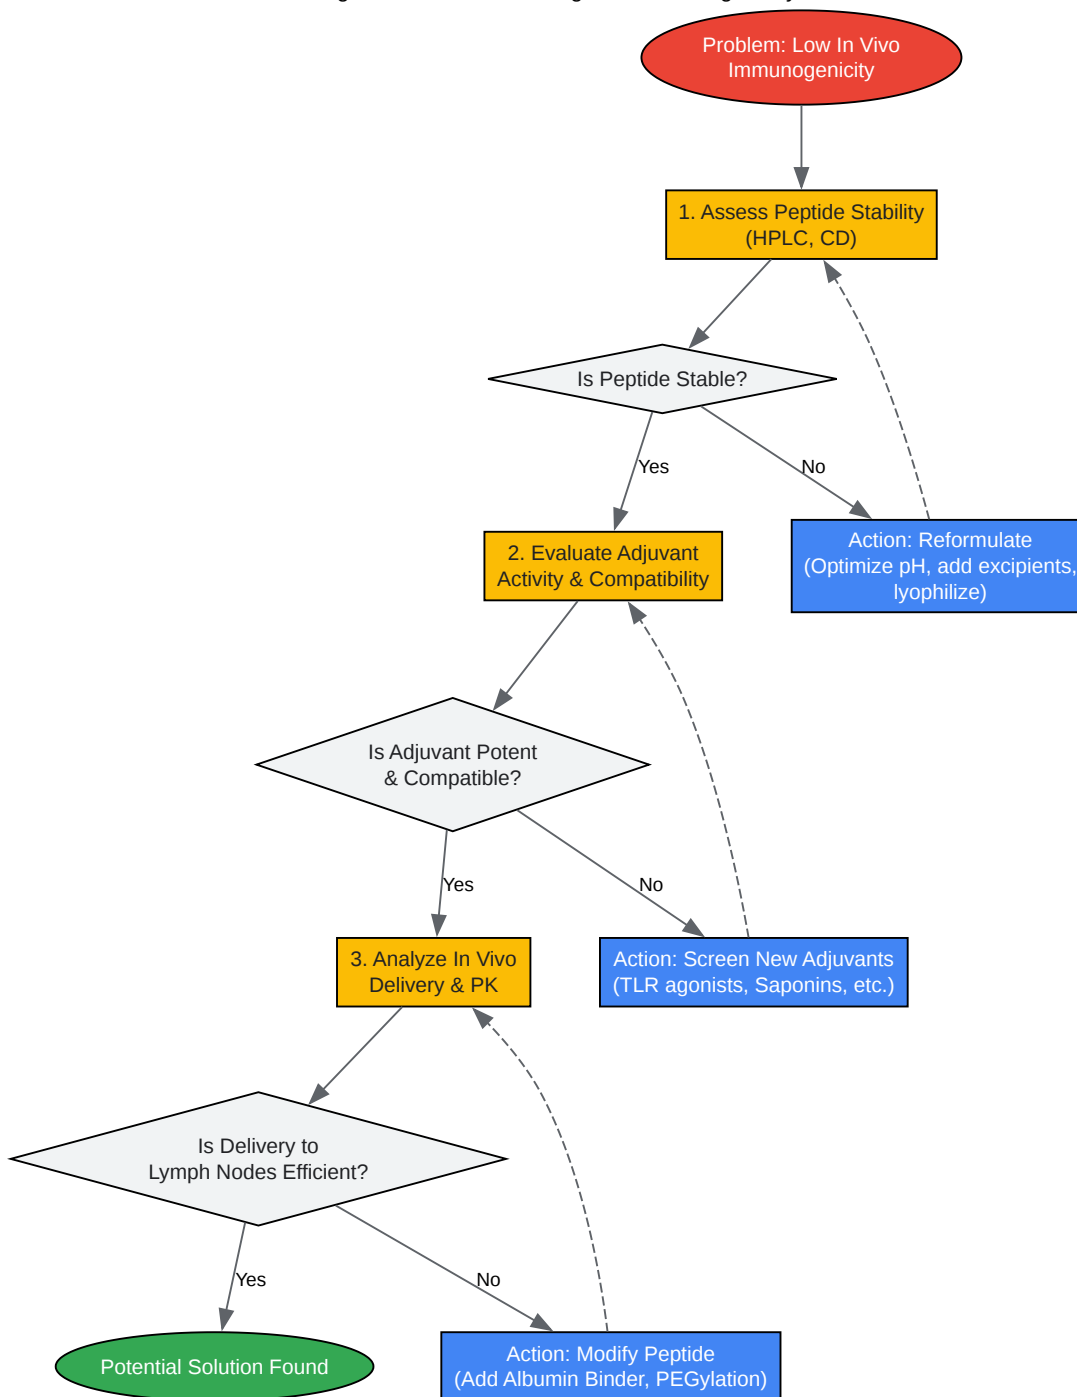 Problem: Low In Vivo
Immunogenicity
1. Assess Peptide Stability
(HPLC, CD)
Is Peptide Stable?
Yes
No
Action: Reformulate
(Optimize pH, add excipients,
lyophilize)
2. Evaluate Adjuvant
Activity & Compatibility
Is Adjuvant Potent
& Compatible?
Yes
No
3. Analyze In Vivo
Delivery & PK
Action: Screen New Adjuvants
(TLR agonists, Saponins, etc.)
Is Delivery to
Lymph Nodes Efficient?
Yes
No
Potential Solution Found
Action: Modify Peptide
(Add Albumin Binder, PEGylation)